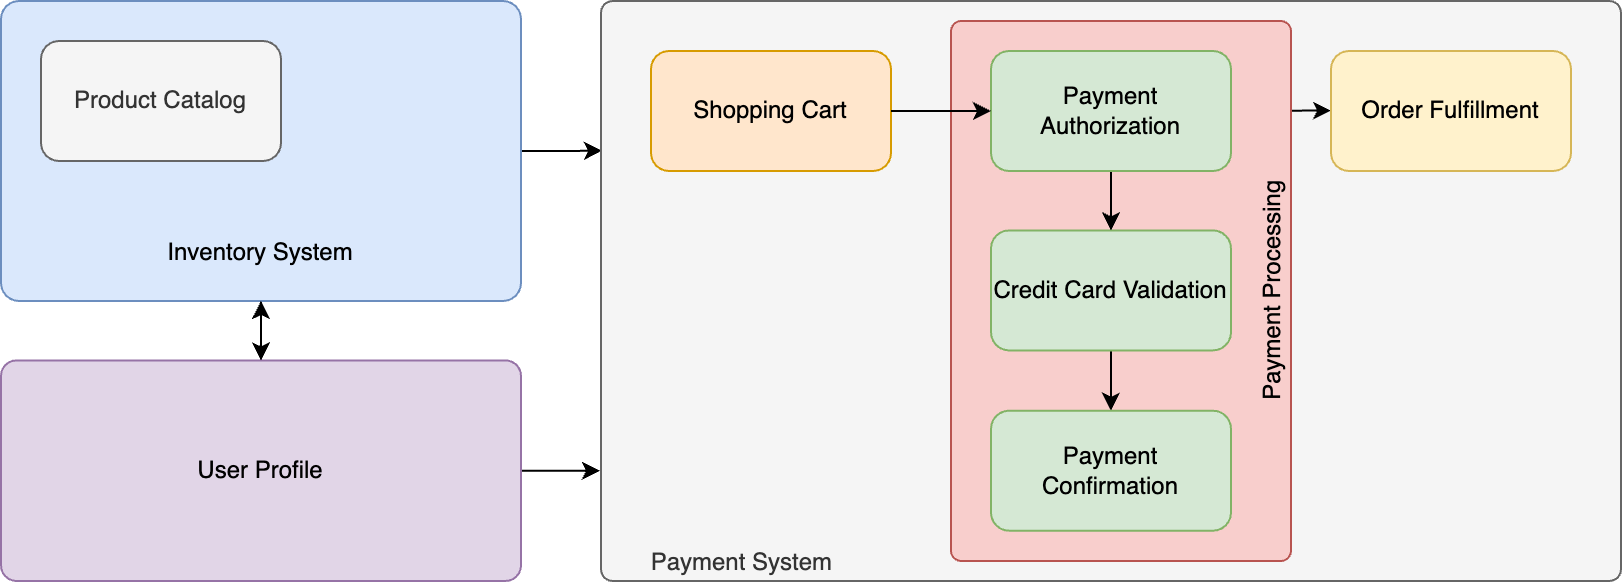 Product Catalog
Inventory System
User Profile
Shopping Cart
Payment
Authorization
Credit Card Validation
Payment
Confirmation
Payment Processing
Order Fulfillment
Payment System